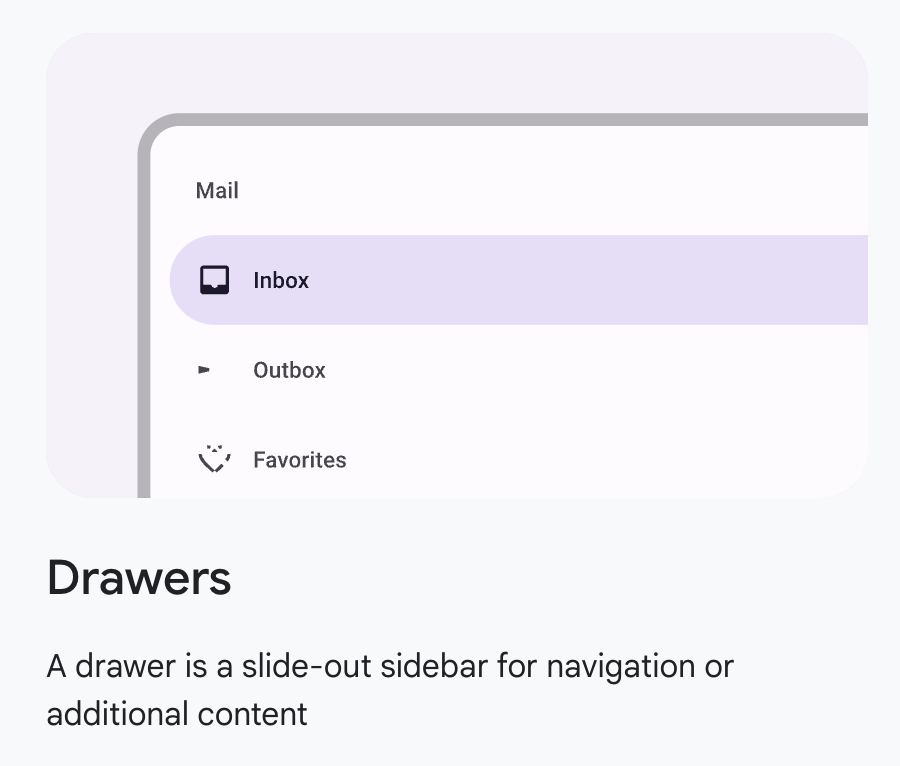 Mail
Inbox
Outbox
Favorites
Drawers
A drawer is a slide-out sidebar for navigation or
additional content